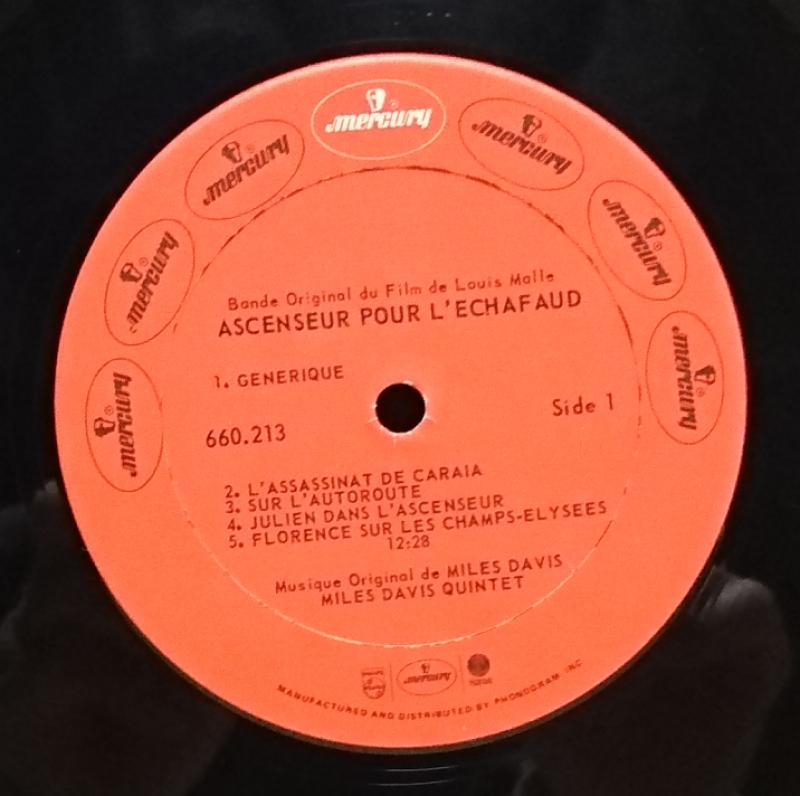 mercury
mercury
mercury
mercury
mercury
mercury
mercury
Bande Original du Film de Louis Malle
ASCENSEUR POUR L'ECHAFAUD
1. GENERIQUE
Side 1
660.213
2. L'ASSASSINAT DE CARAIA
3. SUR L'AUTOROUTE
4. JULIEN DANS L'ASCENSEUR
5. FLORENCE SUR LES CHAMPS-ELYSEES
12:28
Musique Original de MILES DAVIS
MILES DAVIS QUINTET
mercury
MANUFACTURED AND DISTRIBUTED BY PHONOGRAM INC.